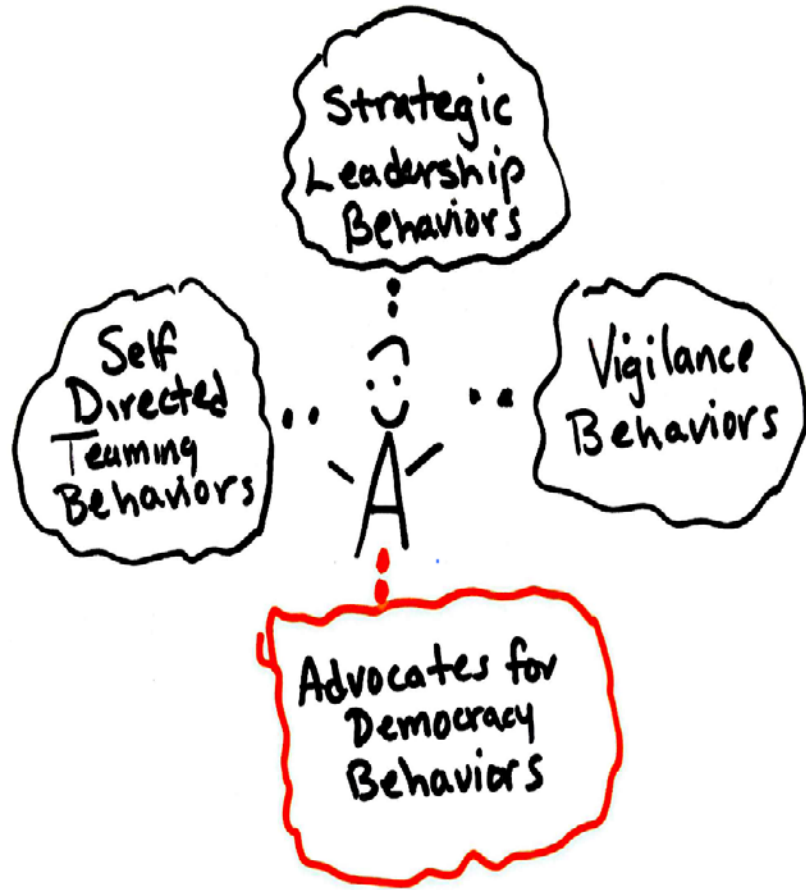 Strategic
Leadership
Behaviors
Self
Directed
Teaming
Behaviors
Vigilance
Behaviors
Advocates for
Democracy
Behaviors